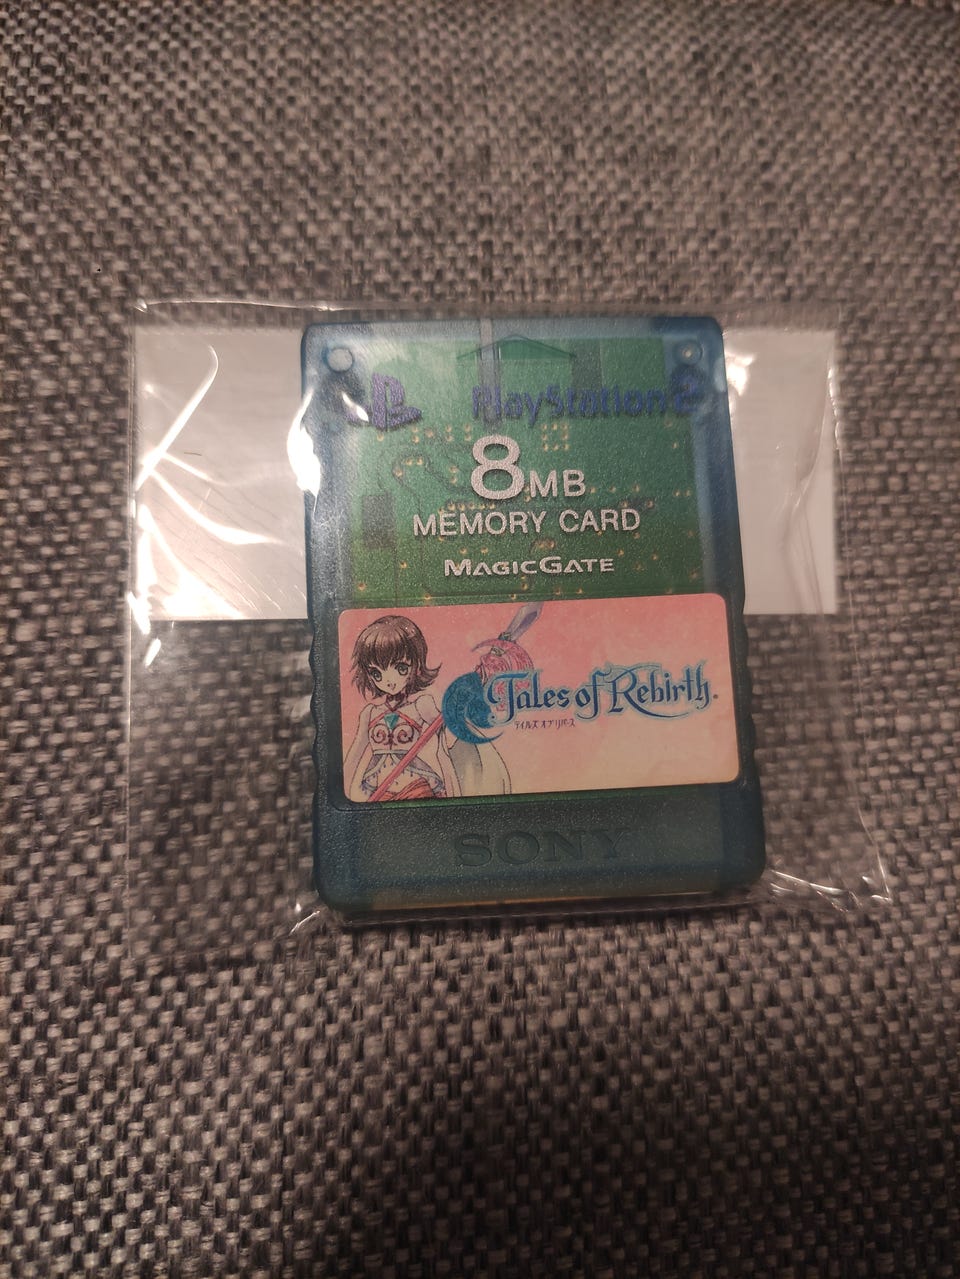 PlayStation 2
8MB
MEMORY CARD
MAGICGATE
Tales of Rebirth
テイルズ オブ リバース
SONY